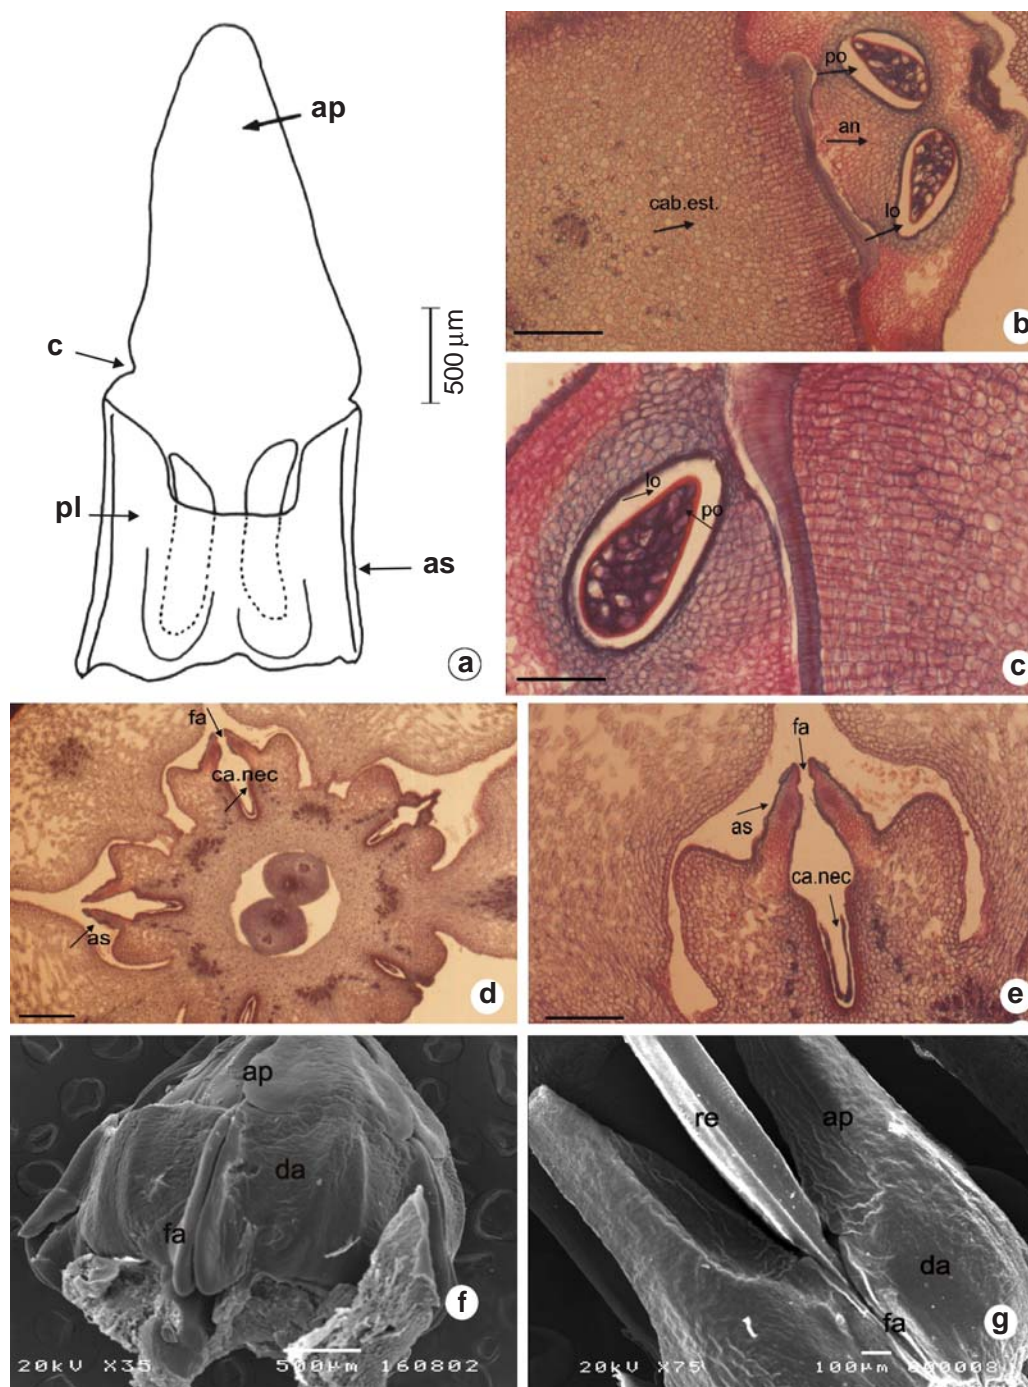 ap
c
500 µm
pl
as
a
po
an
cab.est.
lo
b
lo
po
c
fa
ca.nec
as
d
fa
as
ca.nec
e
ap
da
fa
f
20kV X35 500µm 160802
re
ap
da
fa
g
20kV X75 100µm